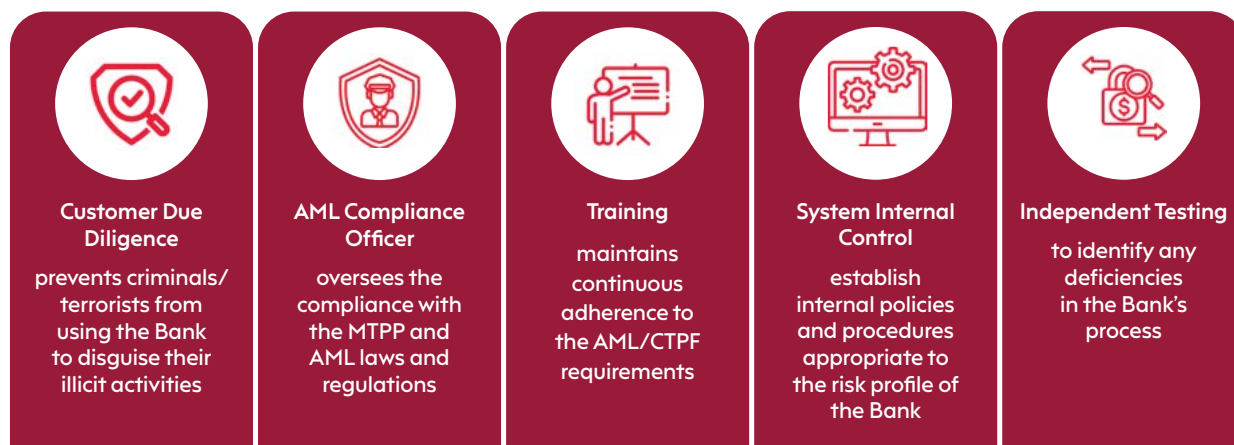 Customer Due
Diligence
prevents criminals/
terrorists from
using the Bank
to disguise their
illicit activities
AML Compliance
Officer
oversees the
compliance with
the MTPP and
AML laws and
regulations
Training
maintains
continuous
adherence to
the AML/CTPF
requirements
System Internal
Control
establish
internal policies
and procedures
appropriate to
the risk profile of
the Bank
Independent Testing
to identify any
deficiencies
in the Bank's
process